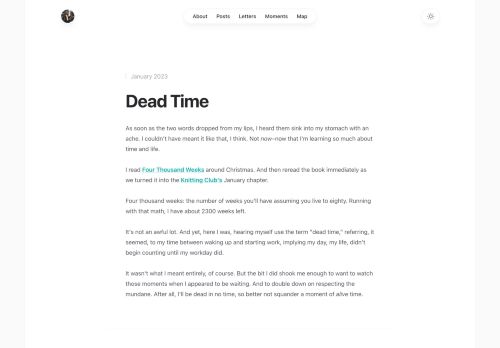 About Posts Letters Moments Map
January 2023
Dead Time
As soon as the two words dropped from my lips, I heard them sink into my stomach with an
ache. I couldn't have meant it like that, I think. Not now–now that I'm learning so much about
time and life.
I read Four Thousand Weeks around Christmas. And then reread the book immediately as
we turned it into the Knitting Club's January chapter.
Four thousand weeks: the number of weeks you'll have assuming you live to eighty. Running
with that math, I have about 2300 weeks left.
It's not an awful lot. And yet, here I was, hearing myself use the term "dead time," referring, it
seemed, to my time between waking up and starting work, implying my day, my life, didn't
begin counting until my workday did.
It wasn't what I meant entirely, of course. But the bit I did shook me enough to want to watch
those moments when I appeared to be waiting. And to double down on respecting the
mundane. After all, I'll be dead in no time, so better not squander a moment of alive time.